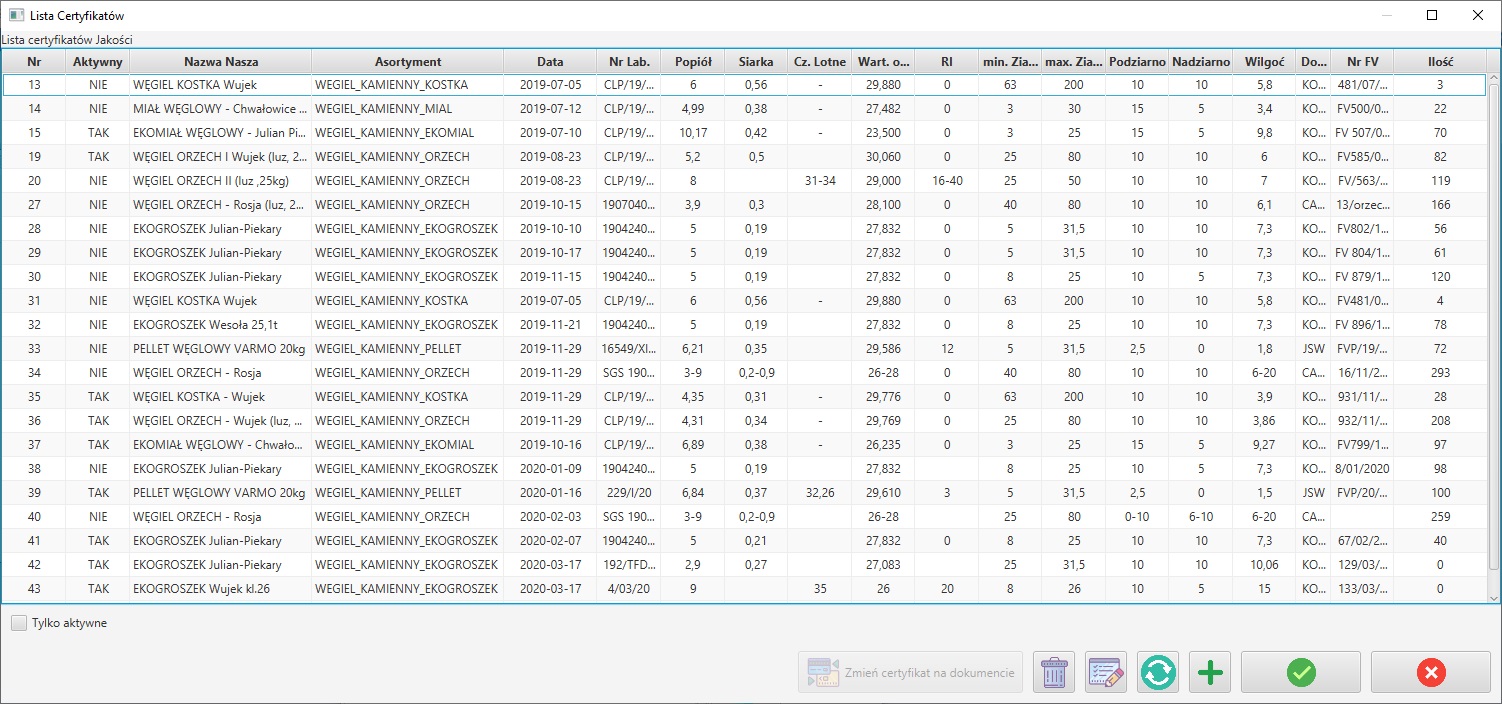 Lista Certyfikatów
Lista certyfikatów Jakości
Nr Aktywny Nazwa Nasza Asortyment Data Nr Lab. Popiół Siarka Cz. Lotne Wart. o... RI min. Zia... max. Zia... Podziarno Nadziarno Wilgoć Do... Nr FV Ilość
13 NIE WĘGIEL KOSTKA Wujek WEGIEL_KAMIENNY_KOSTKA 2019-07-05 CLP/19/... 6 0,56 - 29,880 0 63 200 10 10 5,8 KO... 481/07/... 3
14 NIE MIAŁ WĘGLOWY - Chwałowice ... WEGIEL_KAMIENNY_MIAL 2019-07-12 CLP/19/... 4,99 0,38 - 27,482 0 3 30 15 5 3,4 KO... FV500/0... 22
15 TAK EKOMIAŁ WĘGLOWY - Julian Pi... WEGIEL_KAMIENNY_EKOMIAL 2019-07-10 CLP/19/... 10,17 0,42 - 23,500 0 3 25 15 5 9,8 KO... FV 507/0... 70
19 TAK WĘGIEL ORZECH I Wujek (luz, 2... WEGIEL_KAMIENNY_ORZECH 2019-08-23 CLP/19/... 5,2 0,5 30,060 0 25 80 10 10 6 KO... FV585/0... 82
20 NIE WĘGIEL ORZECH II (luz ,25kg) WEGIEL_KAMIENNY_ORZECH 2019-08-23 CLP/19/... 8 31-34 29,000 16-40 25 50 10 10 7 KO... FV/563/... 119
27 NIE WĘGIEL ORZECH - Rosja (luz, 2... WEGIEL_KAMIENNY_ORZECH 2019-10-15 1907040... 3,9 0,3 28,100 0 40 80 10 10 6,1 CA... 13/orzec... 166
28 NIE EKOGROSZEK Julian-Piekary WEGIEL_KAMIENNY_EKOGROSZEK 2019-10-10 1904240... 5 0,19 27,832 0 5 31,5 10 10 7,3 KO... FV802/1... 56
29 NIE EKOGROSZEK Julian-Piekary WEGIEL_KAMIENNY_EKOGROSZEK 2019-10-17 1904240... 5 0,19 27,832 0 5 31,5 10 10 7,3 KO... FV 804/1... 61
30 NIE EKOGROSZEK Julian-Piekary WEGIEL_KAMIENNY_EKOGROSZEK 2019-11-15 1904240... 5 0,19 27,832 0 8 25 10 5 7,3 KO... FV 879/1... 120
31 NIE WĘGIEL KOSTKA Wujek WEGIEL_KAMIENNY_KOSTKA 2019-07-05 CLP/19/... 6 0,56 - 29,880 0 63 200 10 10 5,8 KO... FV481/0... 4
32 NIE EKOGROSZEK Wesoła 25,1t WEGIEL_KAMIENNY_EKOGROSZEK 2019-11-21 1904240... 5 0,19 27,832 0 8 25 10 10 7,3 KO... FV 896/1... 78
33 NIE PELLET WĘGLOWY VARMO 20kg WEGIEL_KAMIENNY_PELLET 2019-11-29 16549/XI... 6,21 0,35 29,586 12 5 31,5 2,5 0 1,8 JSW FVP/19/... 72
34 NIE WĘGIEL ORZECH - Rosja WEGIEL_KAMIENNY_ORZECH 2019-11-29 SGS 190... 3-9 0,2-0,9 26-28 0 40 80 10 10 6-20 CA... 16/11/2... 293
35 TAK WĘGIEL KOSTKA - Wujek WEGIEL_KAMIENNY_KOSTKA 2019-11-29 CLP/19/... 4,35 0,31 - 29,776 0 63 200 10 10 3,9 KO... 931/11/... 28
36 TAK WĘGIEL ORZECH - Wujek (luz, ... WEGIEL_KAMIENNY_ORZECH 2019-11-29 CLP/19/... 4,31 0,34 - 29,769 0 25 80 10 10 3,86 KO... 932/11/... 208
37 TAK EKOMIAŁ WĘGLOWY - Chwało... WEGIEL_KAMIENNY_EKOMIAL 2019-10-16 CLP/19/... 6,89 0,38 - 26,235 0 3 25 15 5 9,27 KO... FV799/1... 97
38 NIE EKOGROSZEK Julian-Piekary WEGIEL_KAMIENNY_EKOGROSZEK 2020-01-09 1904240... 5 0,19 27,832 8 25 10 5 7,3 KO... 8/01/2020 98
39 TAK PELLET WĘGLOWY VARMO 20kg WEGIEL_KAMIENNY_PELLET 2020-01-16 229/I/20 6,84 0,37 32,26 29,610 3 5 31,5 2,5 0 1,5 JSW FVP/20/... 100
40 NIE WĘGIEL ORZECH - Rosja WEGIEL_KAMIENNY_ORZECH 2020-02-03 SGS 190... 3-9 0,2-0,9 26-28 25 80 0-10 6-10 6-20 CA... 259
41 TAK EKOGROSZEK Julian-Piekary WEGIEL_KAMIENNY_EKOGROSZEK 2020-02-07 1904240... 5 0,21 27,832 0 8 25 10 10 7,3 KO... 67/02/2... 40
42 TAK EKOGROSZEK Julian-Piekary WEGIEL_KAMIENNY_EKOGROSZEK 2020-03-17 192/TFD... 2,9 0,27 27,083 25 31,5 10 10 10,06 KO... 129/03/... 0
43 TAK EKOGROSZEK Wujek kl.26 WEGIEL_KAMIENNY_EKOGROSZEK 2020-03-17 4/03/20 9 35 26 20 8 26 10 5 15 KO... 133/03/... 0
Tylko aktywne
Zmień certyfikat na dokumencie